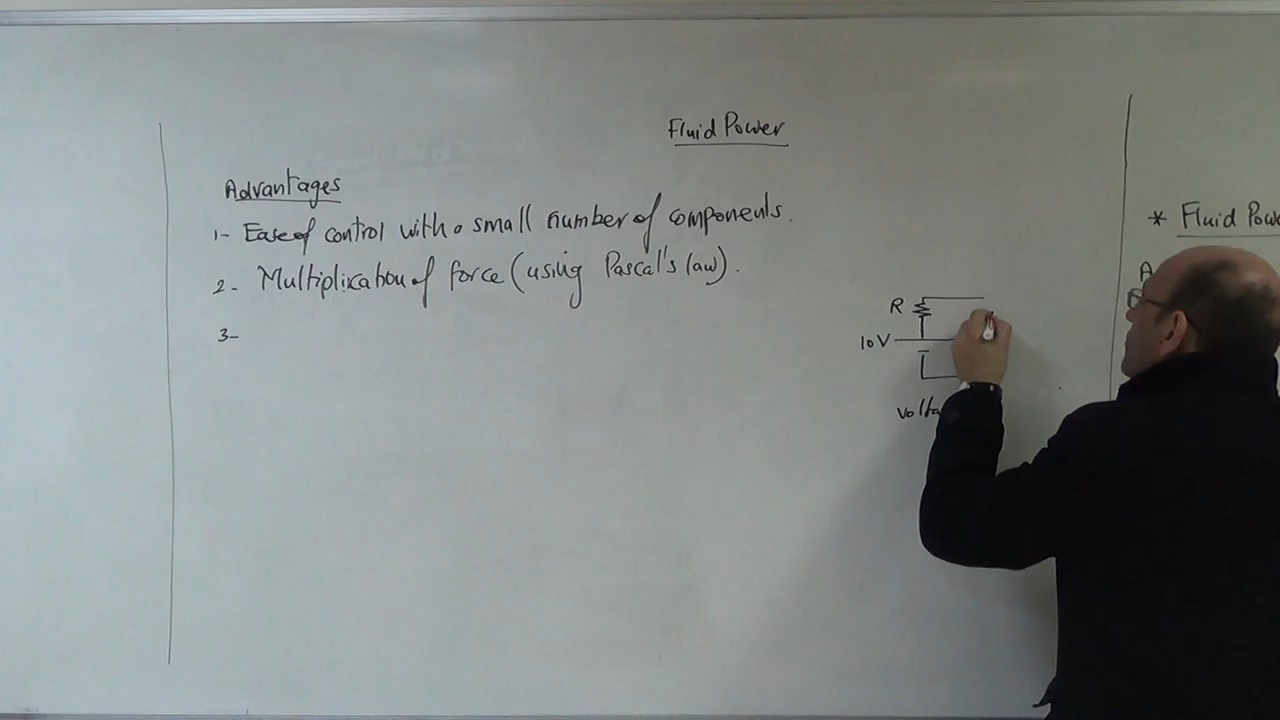 Fluid Power
Advantages
1- Ease of control with a small number of components.
2- Multiplication of force (using Pascal's law).
3-
R
10V
* Fluid